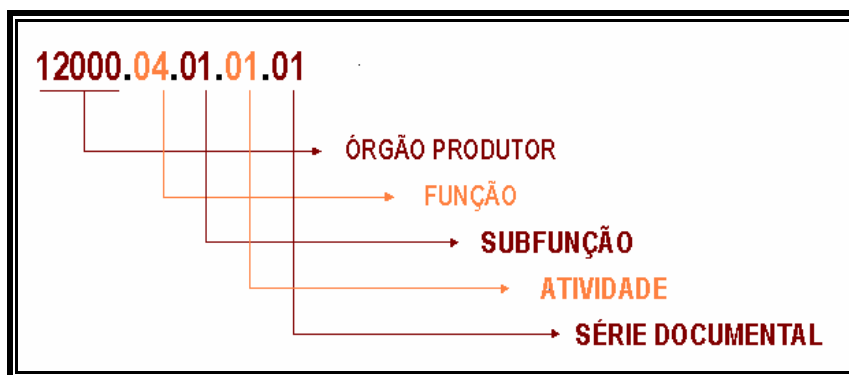 12000.04.01.01.01
ÓRGÃO PRODUTOR
FUNÇÃO
SUBFUNÇÃO
ATIVIDADE
SÉRIE DOCUMENTAL